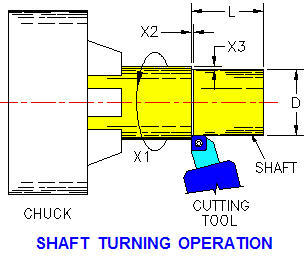 L
X2
X3
D
X1
SHAFT
CHUCK
CUTTING
TOOL
SHAFT TURNING OPERATION